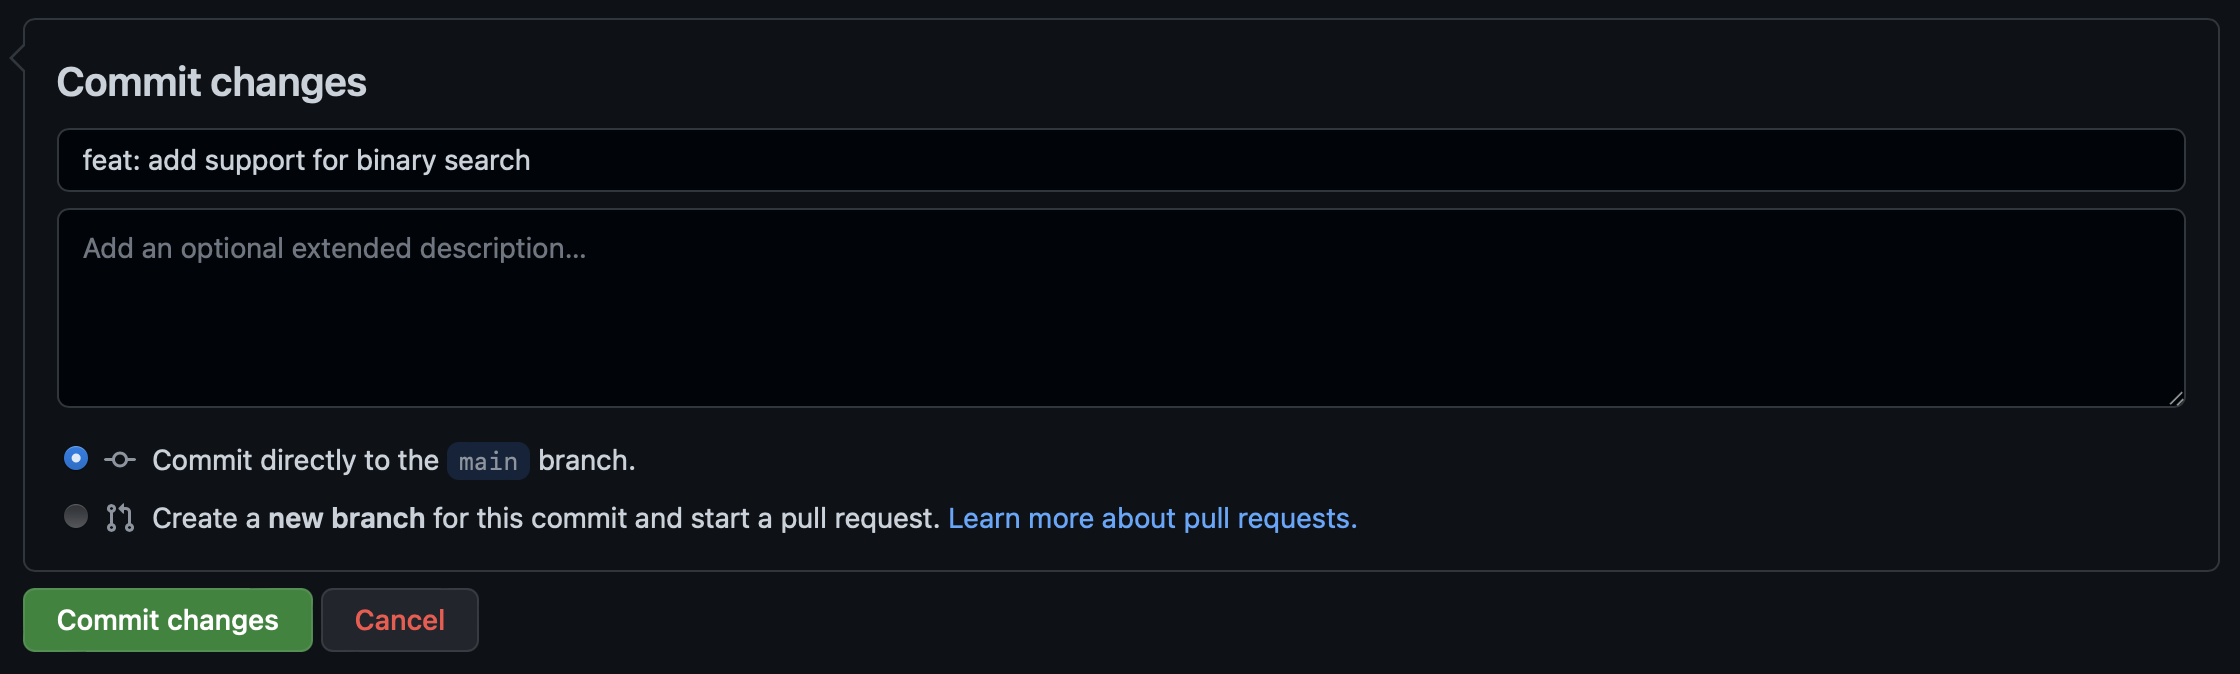 Commit changes
feat: add support for binary search
Add an optional extended description...
Commit directly to the main branch.
Create a new branch for this commit and start a pull request. Learn more about pull requests.
Commit changes
Cancel